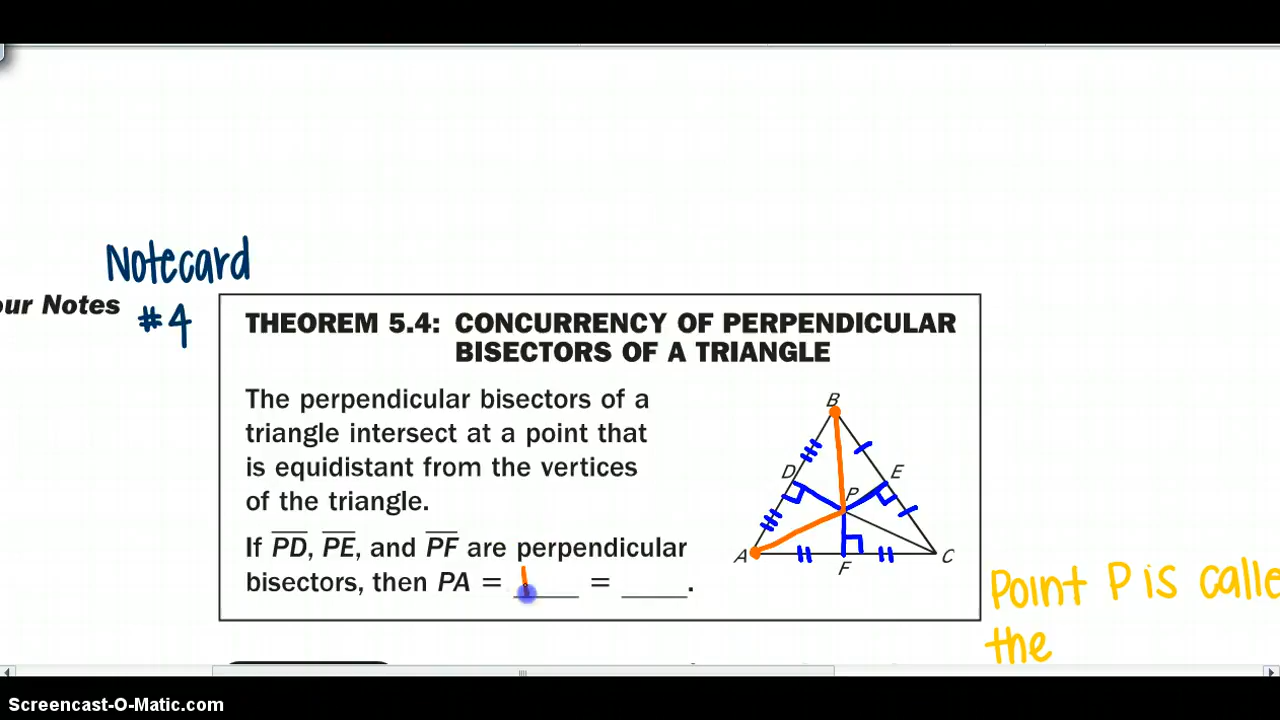 Notecard
#4
our Notes
THEOREM 5.4: CONCURRENCY OF PERPENDICULAR
BISECTORS OF A TRIANGLE
The perpendicular bisectors of a
triangle intersect at a point that
is equidistant from the vertices
of the triangle.
If PD, PE, and PF are perpendicular
bisectors, then PA = ____ = ____.
B
D
E
P
A
F
C
Point P is calle
the
Screencast-O-Matic.com